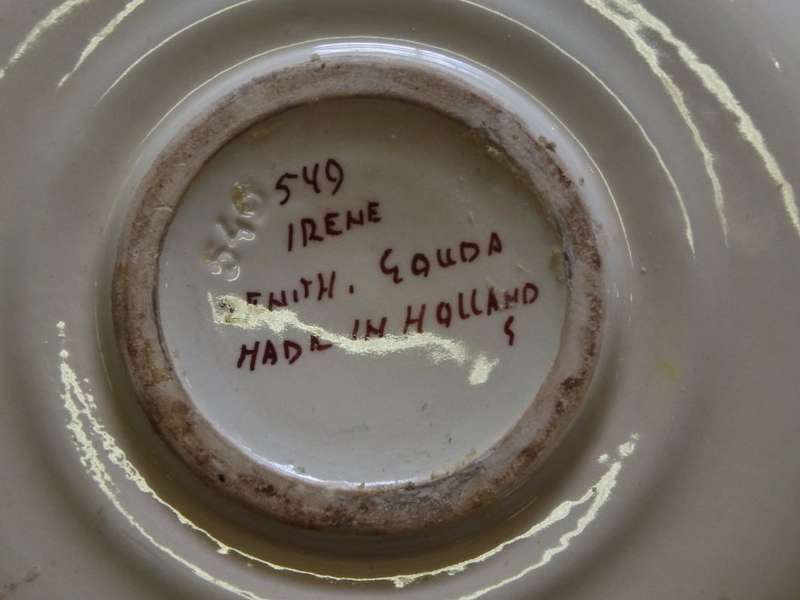 549
IRENE
ENITH. GOUDA
MADE IN HOLLAND
G